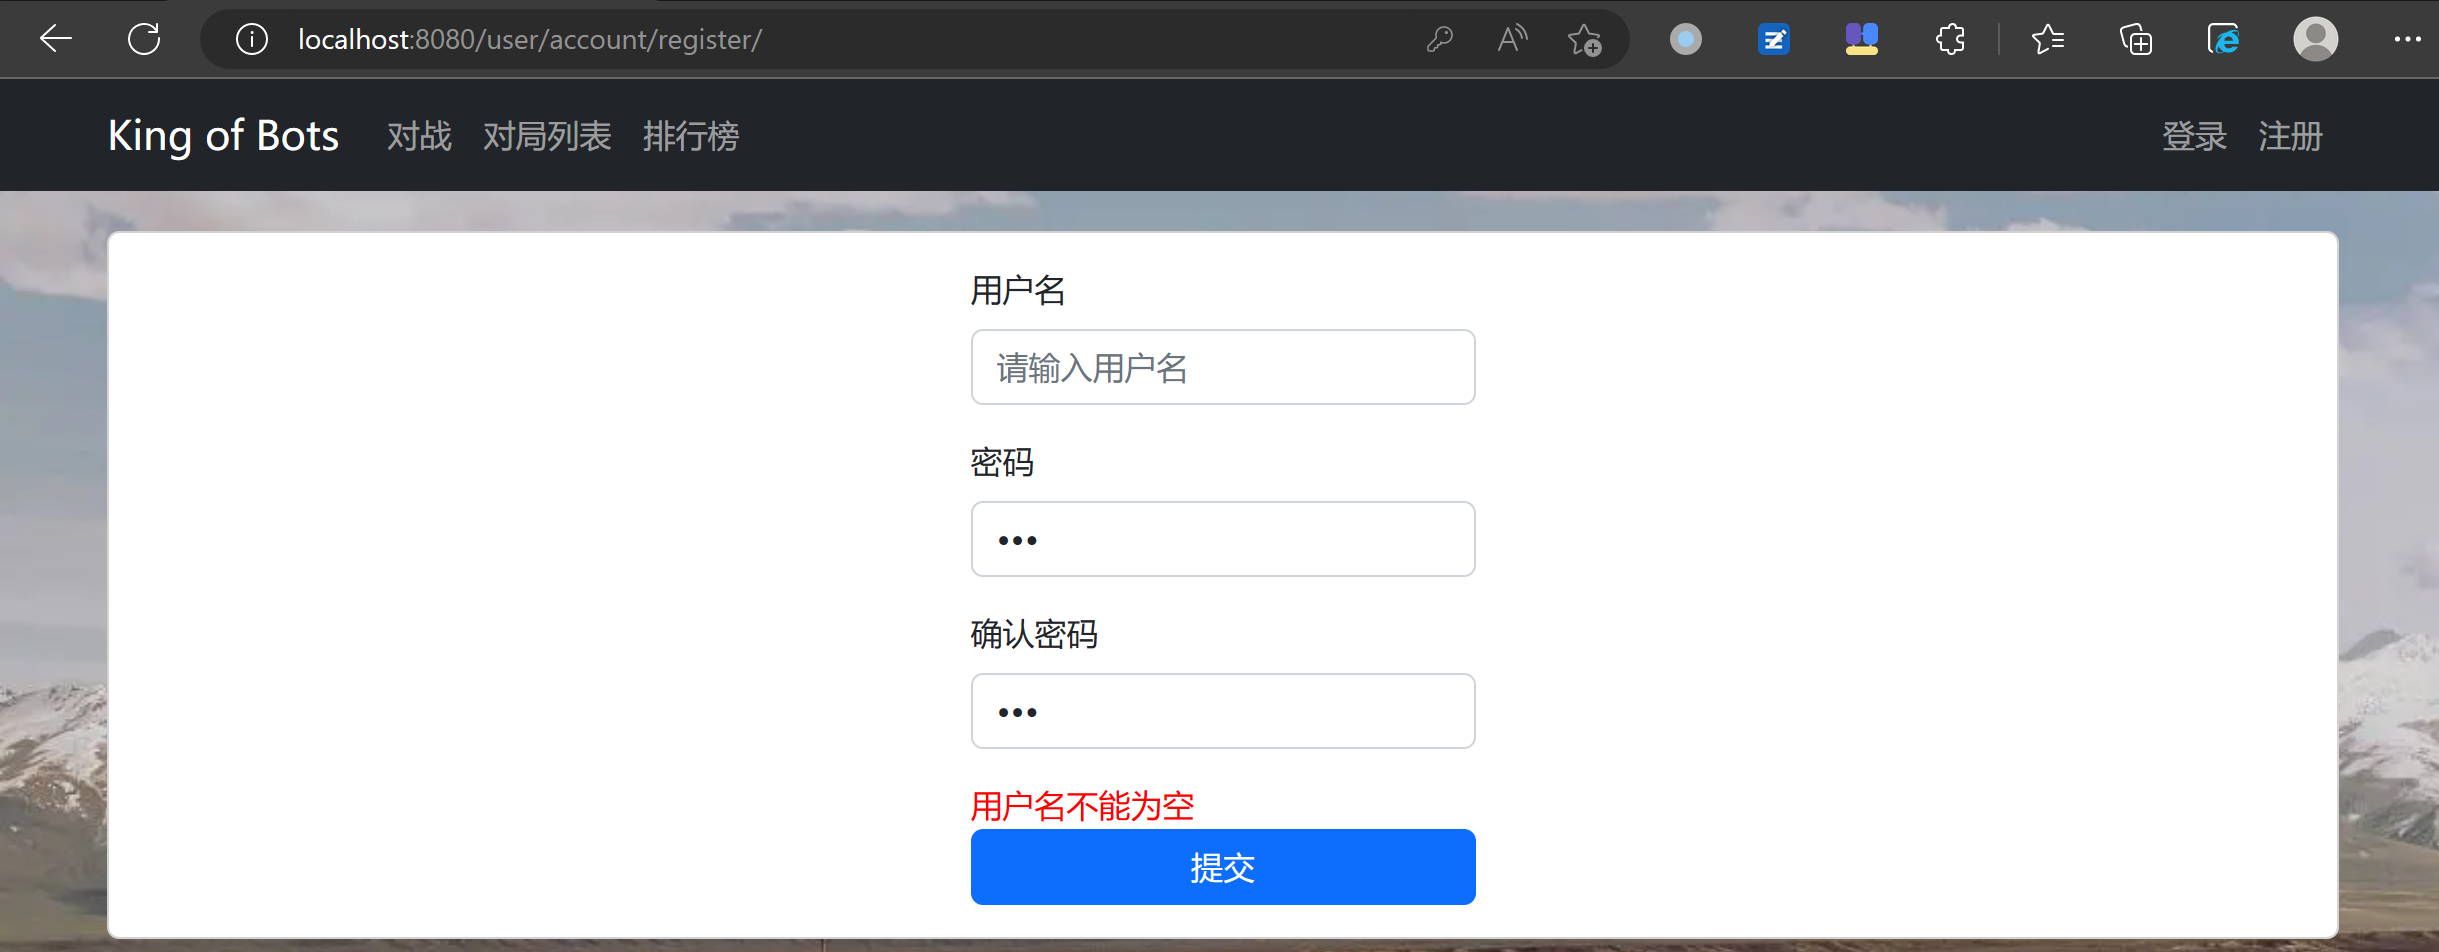 localhost:8080/user/account/register/
King of Bots 对战 对局列表 排行榜 登录 注册
用户名
请输入用户名
密码
•••
确认密码
•••
用户名不能为空
提交